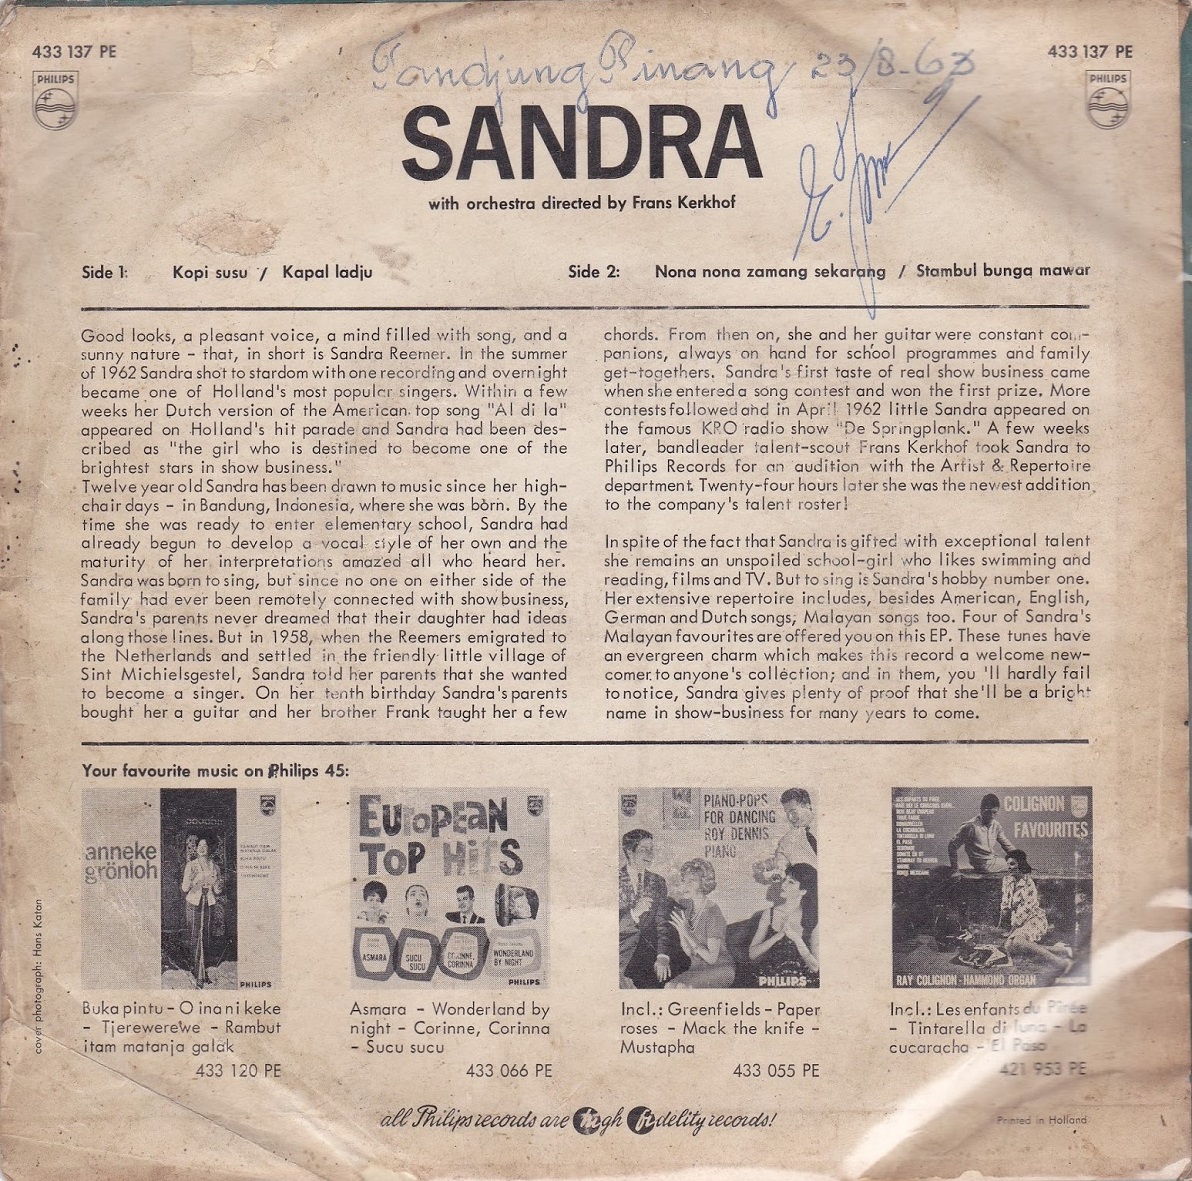 433 137 PE
433 137 PE
PHILIPS
PHILIPS
Tandjung Pinang 23/8-63
SANDRA
with orchestra directed by Frans Kerkhof
Side 1: Kopi susu / Kapal ladju
Side 2: Nona nona zamang sekarang / Stambul bunga mawar
Good looks, a pleasant voice, a mind filled with song, and a
sunny nature - that, in short is Sandra Reemer. In the summer
of 1962 Sandra shot to stardom with one recording and overnight
became one of Holland's most popular singers. Within a few
weeks her Dutch version of the American top song "Al di la"
appeared on Holland's hit parade and Sandra had been des-
cribed as "the girl who is destined to become one of the
brightest stars in show business."
Twelve year old Sandra has been drawn to music since her high-
chair days - in Bandung, Indonesia, where she was born. By the
time she was ready to enter elementary school, Sandra had
already begun to develop a vocal style of her own and the
maturity of her interpretations amazed all who heard her.
Sandra was born to sing, but since no one on either side of the
family had ever been remotely connected with show business,
Sandra's parents never dreamed that their daughter had ideas
along those lines. But in 1958, when the Reemers emigrated to
the Netherlands and settled in the friendly little village of
Sint Michielsgestel, Sandra told her parents that she wanted
to become a singer. On her tenth birthday Sandra's parents
bought her a guitar and her brother Frank taught her a few
chords. From then on, she and her guitar were constant com-
panions, always on hand for school programmes and family
get-togethers. Sandra's first taste of real show business came
when she entered a song contest and won the first prize. More
contests followed and in April 1962 little Sandra appeared on
the famous KRO radio show "De Springplank." A few weeks
later, bandleader talent-scout Frans Kerkhof took Sandra to
Philips Records for an audition with the Artist & Repertoire
department. Twenty-four hours later she was the newest addition
to the company's talent roster!
In spite of the fact that Sandra is gifted with exceptional talent
she remains an unspoiled school-girl who likes swimming and
reading, films and TV. But to sing is Sandra's hobby number one.
Her extensive repertoire includes, besides American, English,
German and Dutch songs, Malayan songs too. Four of Sandra's
Malayan favourites are offered you on this EP. These tunes have
an evergreen charm which makes this record a welcome new-
comer to anyone's collection; and in them, you 'll hardly fail
to notice, Sandra gives plenty of proof that she'll be a bright
name in show-business for many years to come.
Your favourite music on Philips 45:
anneke
grönloh
PHILIPS
EUROPEAN
TOP HITS
ASMARA
SUCU
SUCU
CORINNE,
CORINNA
WONDERLAND
BY NIGHT
PHILIPS
PIANO-POPS
FOR DANCING
ROY DENNIS
PIANO
PHILIPS
COLIGNON
FAVOURITES
RAY COLIGNON · HAMMOND ORGAN
Buka pintu - O ina ni keke
- Tjerewerewe - Rambut
itam matanja galak
433 120 PE
Asmara - Wonderland by
night - Corinne, Corinna
- Sucu sucu
433 066 PE
Incl.: Greenfields - Paper
roses - Mack the knife -
Mustapha
433 055 PE
Incl.: Les enfants du Pirée
- Tintarella di luna - La
cucaracha - El Paso
421 953 PE
cover photograph: Hans Katan
all Philips records are high fidelity records!
Printed in Holland